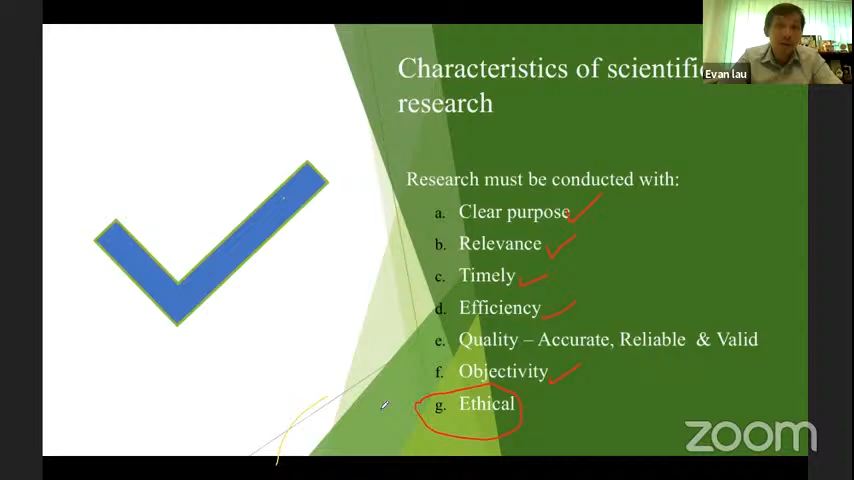 Characteristics of scientific
research
Evan lau
Research must be conducted with:
a. Clear purpose
b. Relevance
c. Timely
d. Efficiency
e. Quality – Accurate, Reliable & Valid
f. Objectivity
g. Ethical
zoom